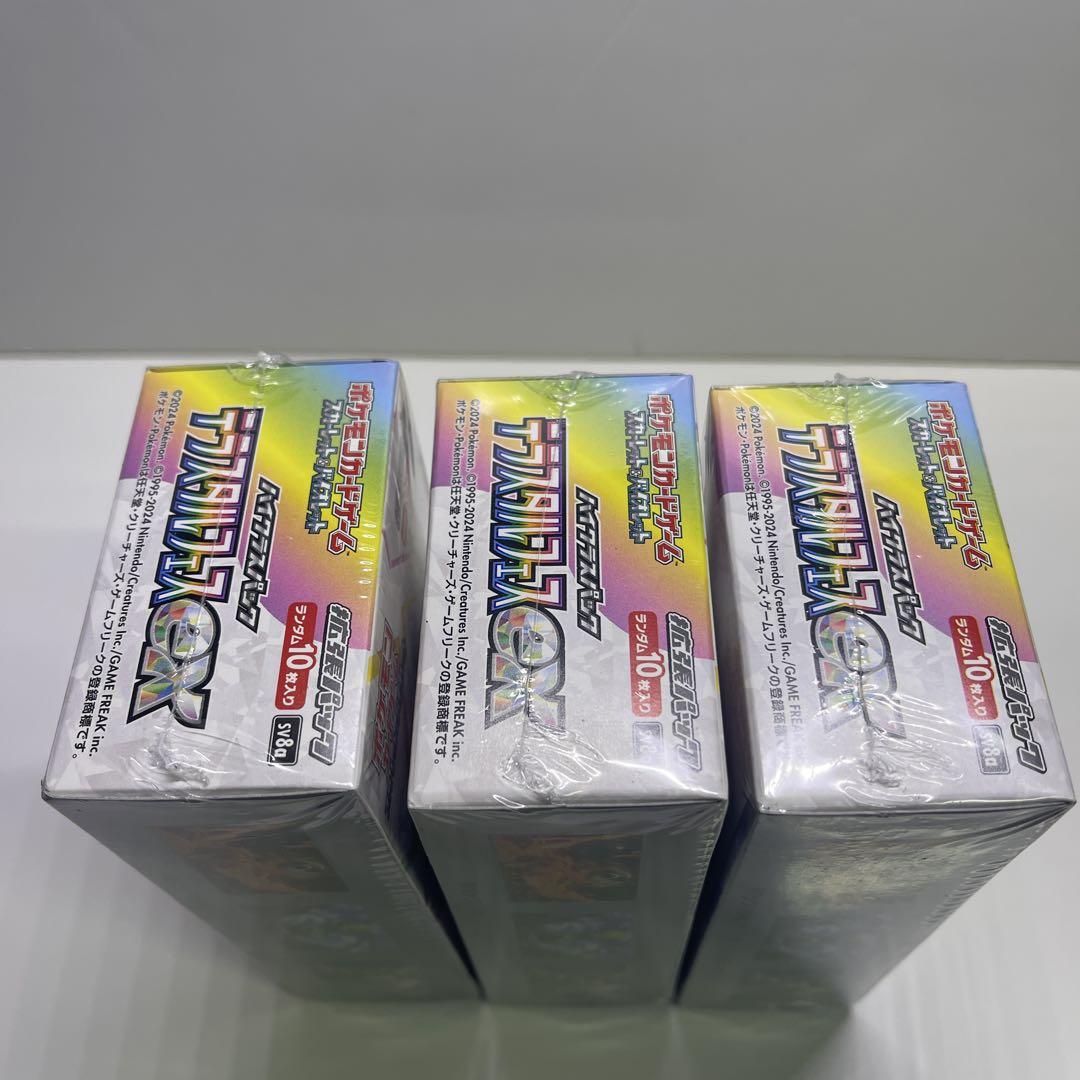 ポケモンカードゲーム
スカーレット&バイオレット
ハイクラスパック
テラスタルフェスex
©2024 Pokémon. ©1995-2024 Nintendo/Creatures Inc./GAME FREAK inc.
ポケモン・Pokémonは任天堂・クリーチャーズ・ゲームフリークの登録商標です。
拡張パック
ランダム10枚入り
SV8a
ポケモンカードゲーム
スカーレット&バイオレット
ハイクラスパック
テラスタルフェスex
©2024 Pokémon. ©1995-2024 Nintendo/Creatures Inc./GAME FREAK inc.
ポケモン・Pokémonは任天堂・クリーチャーズ・ゲームフリークの登録商標です。
拡張パック
ランダム10枚入り
ポケモンカードゲーム
スカーレット&バイオレット
ハイクラスパック
テラスタルフェスex
©2024 Pokémon. ©1995-2024 Nintendo/Creatures Inc./GAME FREAK inc.
ポケモン・Pokémonは任天堂・クリーチャーズ・ゲームフリークの登録商標です。
拡張パック
ランダム10枚入り
SV8a